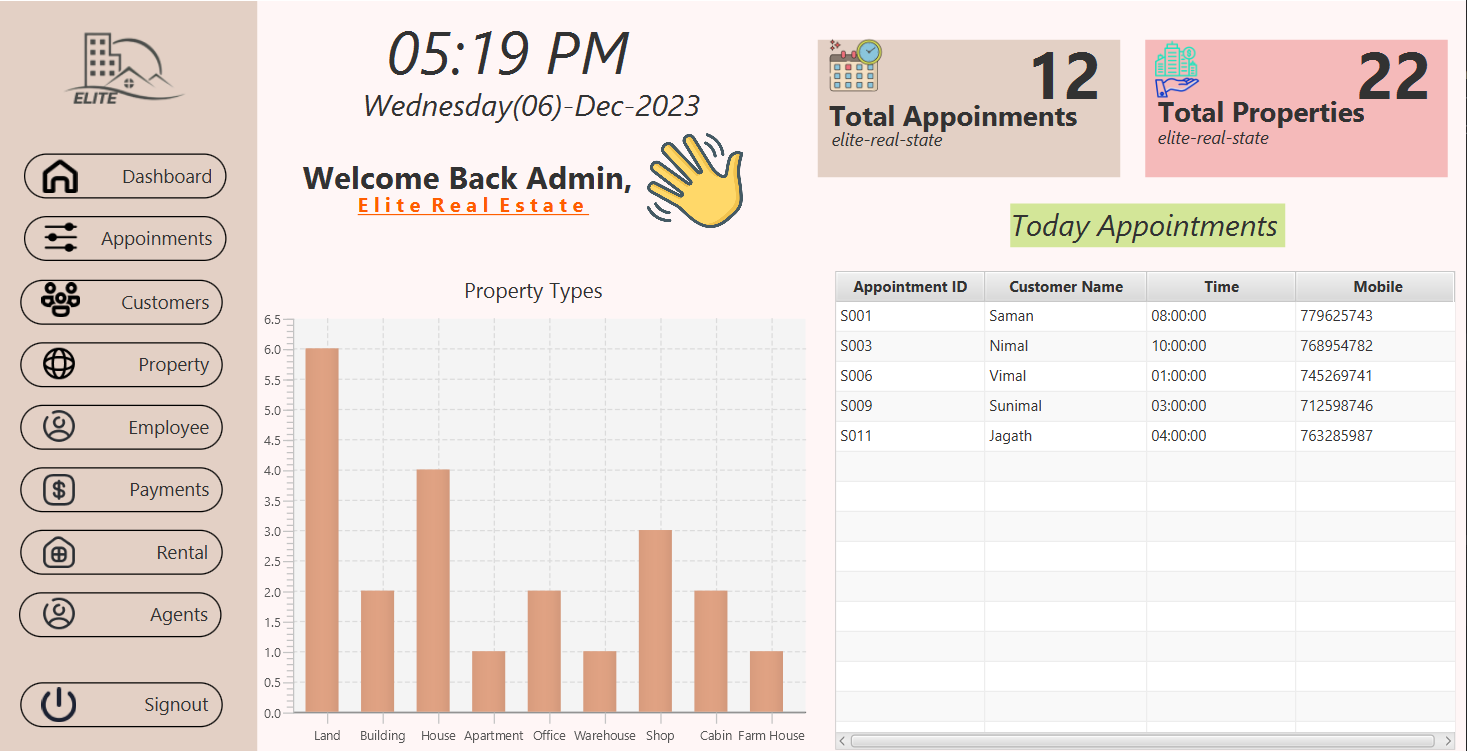 ELITE
Dashboard
Appoinments
Customers
Property
Employee
Payments
Rental
Agents
Signout
05:19 PM
Wednesday(06)-Dec-2023
Welcome Back Admin,
Elite Real Estate
12
Total Appoinments
elite-real-state
22
Total Properties
elite-real-state
Property Types
6.5
6.0
5.5
5.0
4.5
4.0
3.5
3.0
2.5
2.0
1.5
1.0
0.5
0.0
Land Building House Apartment Office Warehouse Shop Cabin Farm House
Today Appointments
Appointment ID Customer Name Time Mobile
S001 Saman 08:00:00 779625743
S003 Nimal 10:00:00 768954782
S006 Vimal 01:00:00 745269741
S009 Sunimal 03:00:00 712598746
S011 Jagath 04:00:00 763285987